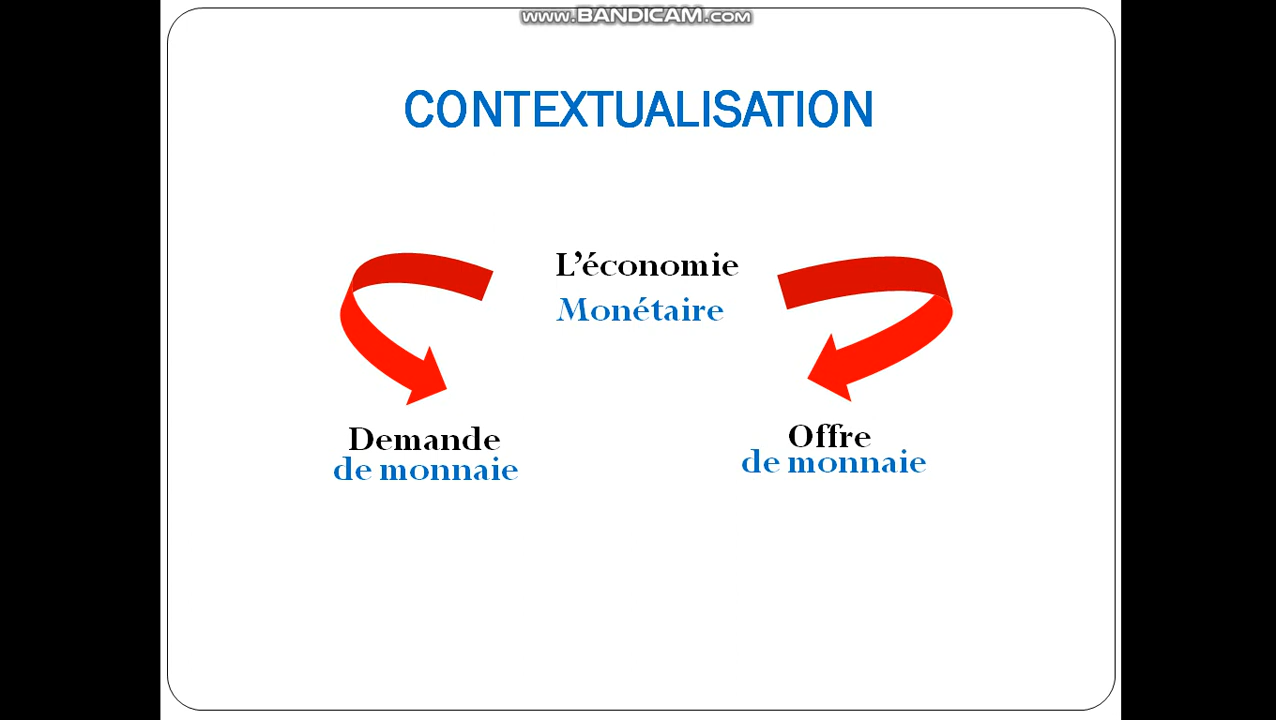 www.BANDICAM.com
CONTEXTUALISATION
L’économie
Monétaire
Demande
de monnaie
Offre
de monnaie